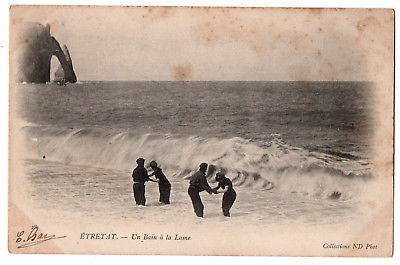 ÉTRETAT. — Un Bain à la Lame
Collections ND Phot